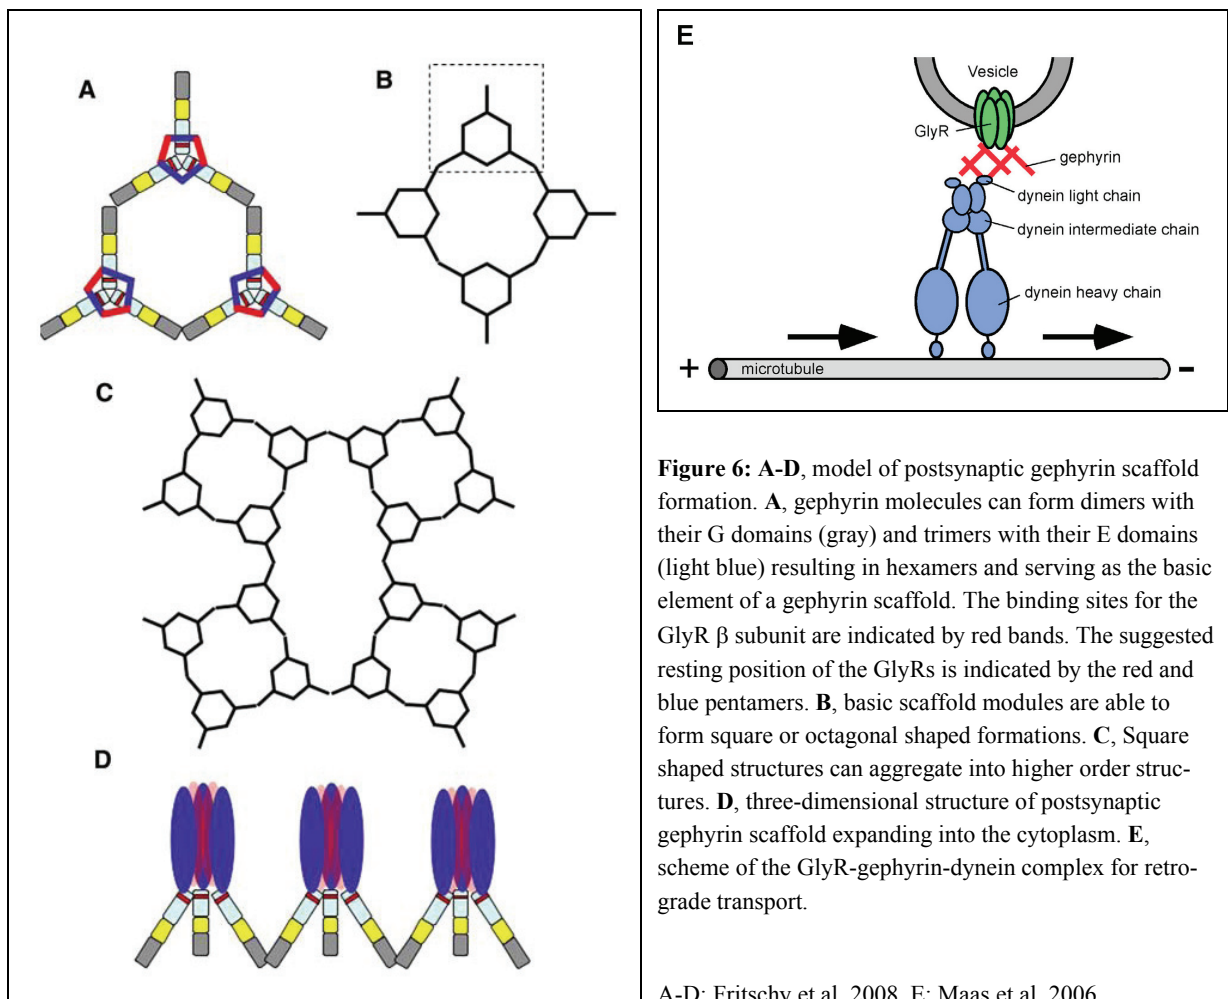 A
B
C
D
E
Vesicle
GlyR
gephyrin
dynein light chain
dynein intermediate chain
dynein heavy chain
+
microtubule
-
Figure 6: A-D, model of postsynaptic gephyrin scaffold
formation. A, gephyrin molecules can form dimers with
their G domains (gray) and trimers with their E domains
(light blue) resulting in hexamers and serving as the basic
element of a gephyrin scaffold. The binding sites for the
GlyR β subunit are indicated by red bands. The suggested
resting position of the GlyRs is indicated by the red and
blue pentamers. B, basic scaffold modules are able to
form square or octagonal shaped formations. C, Square
shaped structures can aggregate into higher order struc-
tures. D, three-dimensional structure of postsynaptic
gephyrin scaffold expanding into the cytoplasm. E,
scheme of the GlyR-gephyrin-dynein complex for retro-
grade transport.
A-D: Fritschy et al. 2008, E: Maas et al. 2006